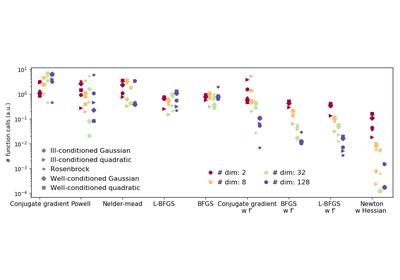 # function calls (a.u.)
10¹
10⁰
10⁻¹
10⁻²
10⁻³
10⁻⁴
Ill-conditioned Gaussian
Ill-conditioned quadratic
Rosenbrock
Well-conditioned Gaussian
Well-conditioned quadratic
# dim: 2
# dim: 8
# dim: 32
# dim: 128
Conjugate gradient
Powell
Nelder-mead
L-BFGS
BFGS
Conjugate gradient
w f'
BFGS
w f'
L-BFGS
w f'
Newton
w Hessian